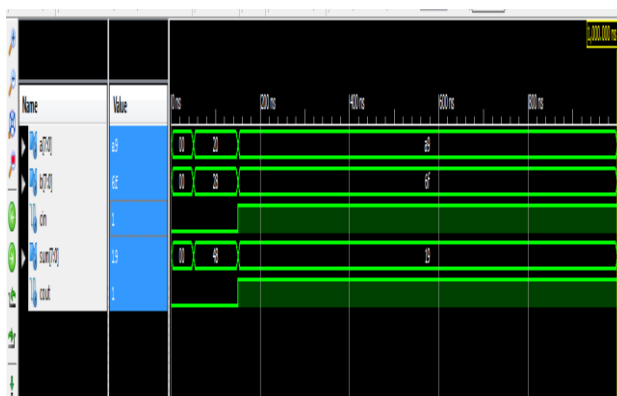 1,000.000 ns
Name Value 0 ns 200 ns 400 ns 600 ns 800 ns
a[7:0] a9 00 20 a9
b[7:0] 6f 00 28 6f
cin 1
sum[7:0] 19 00 48 19
cout 1